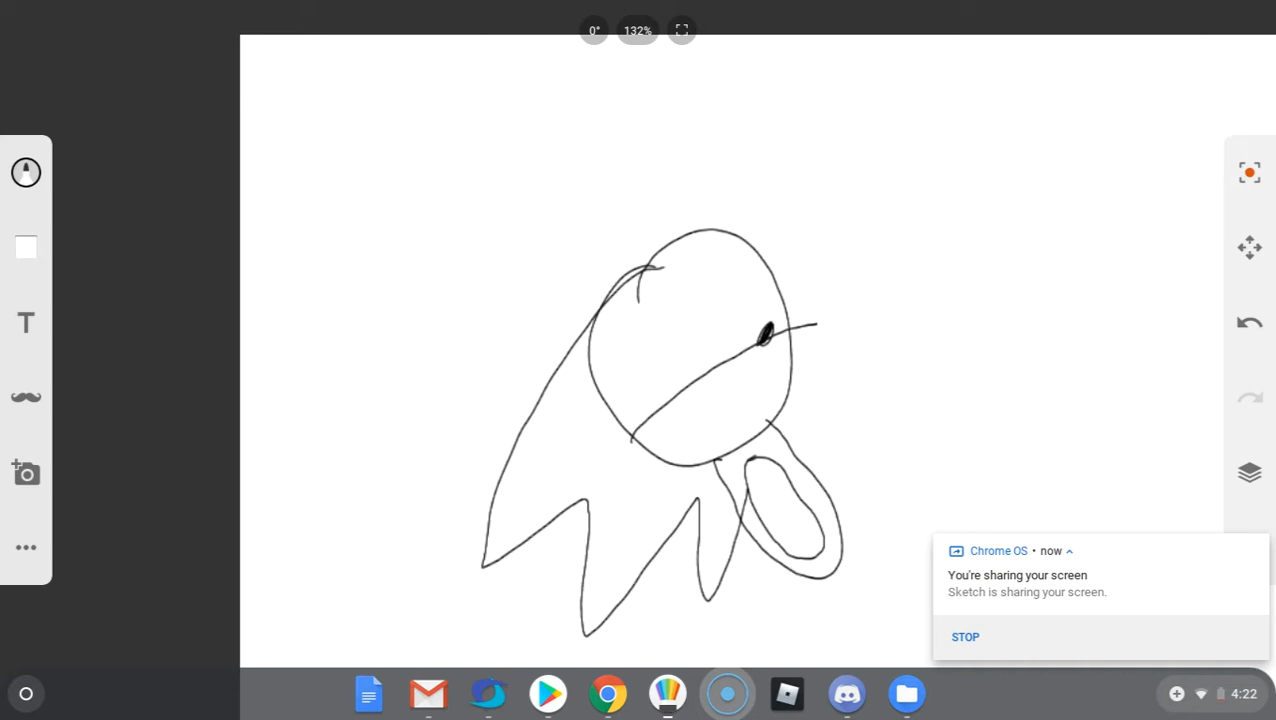 0°
132%
T
Chrome OS • now
You're sharing your screen
Sketch is sharing your screen.
STOP
4:22